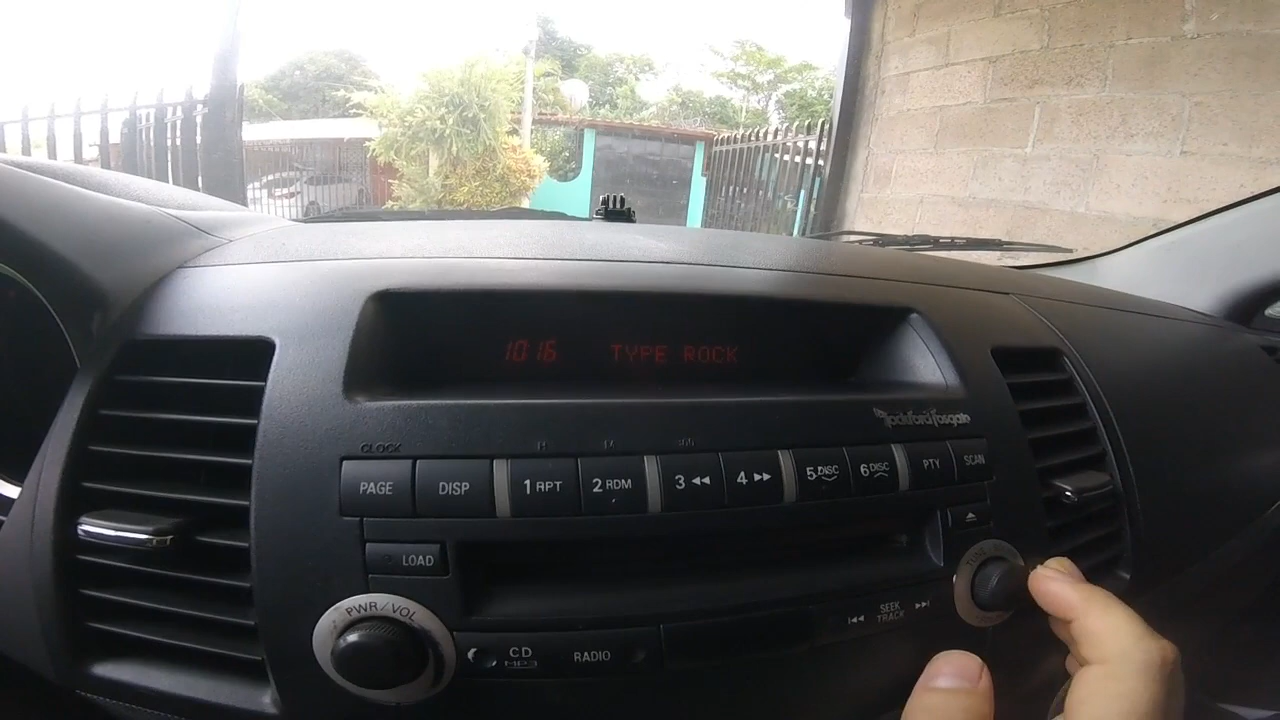 10 16 TYPE ROCK
Rockford Fosgate
CLOCK
PAGE DISP 1 RPT 2 RDM 3 4 5 DISC 6 DISC PTY SCAN
LOAD
TUNE
PWR/VOL
SEEK
TRACK
CD
MP3
RADIO